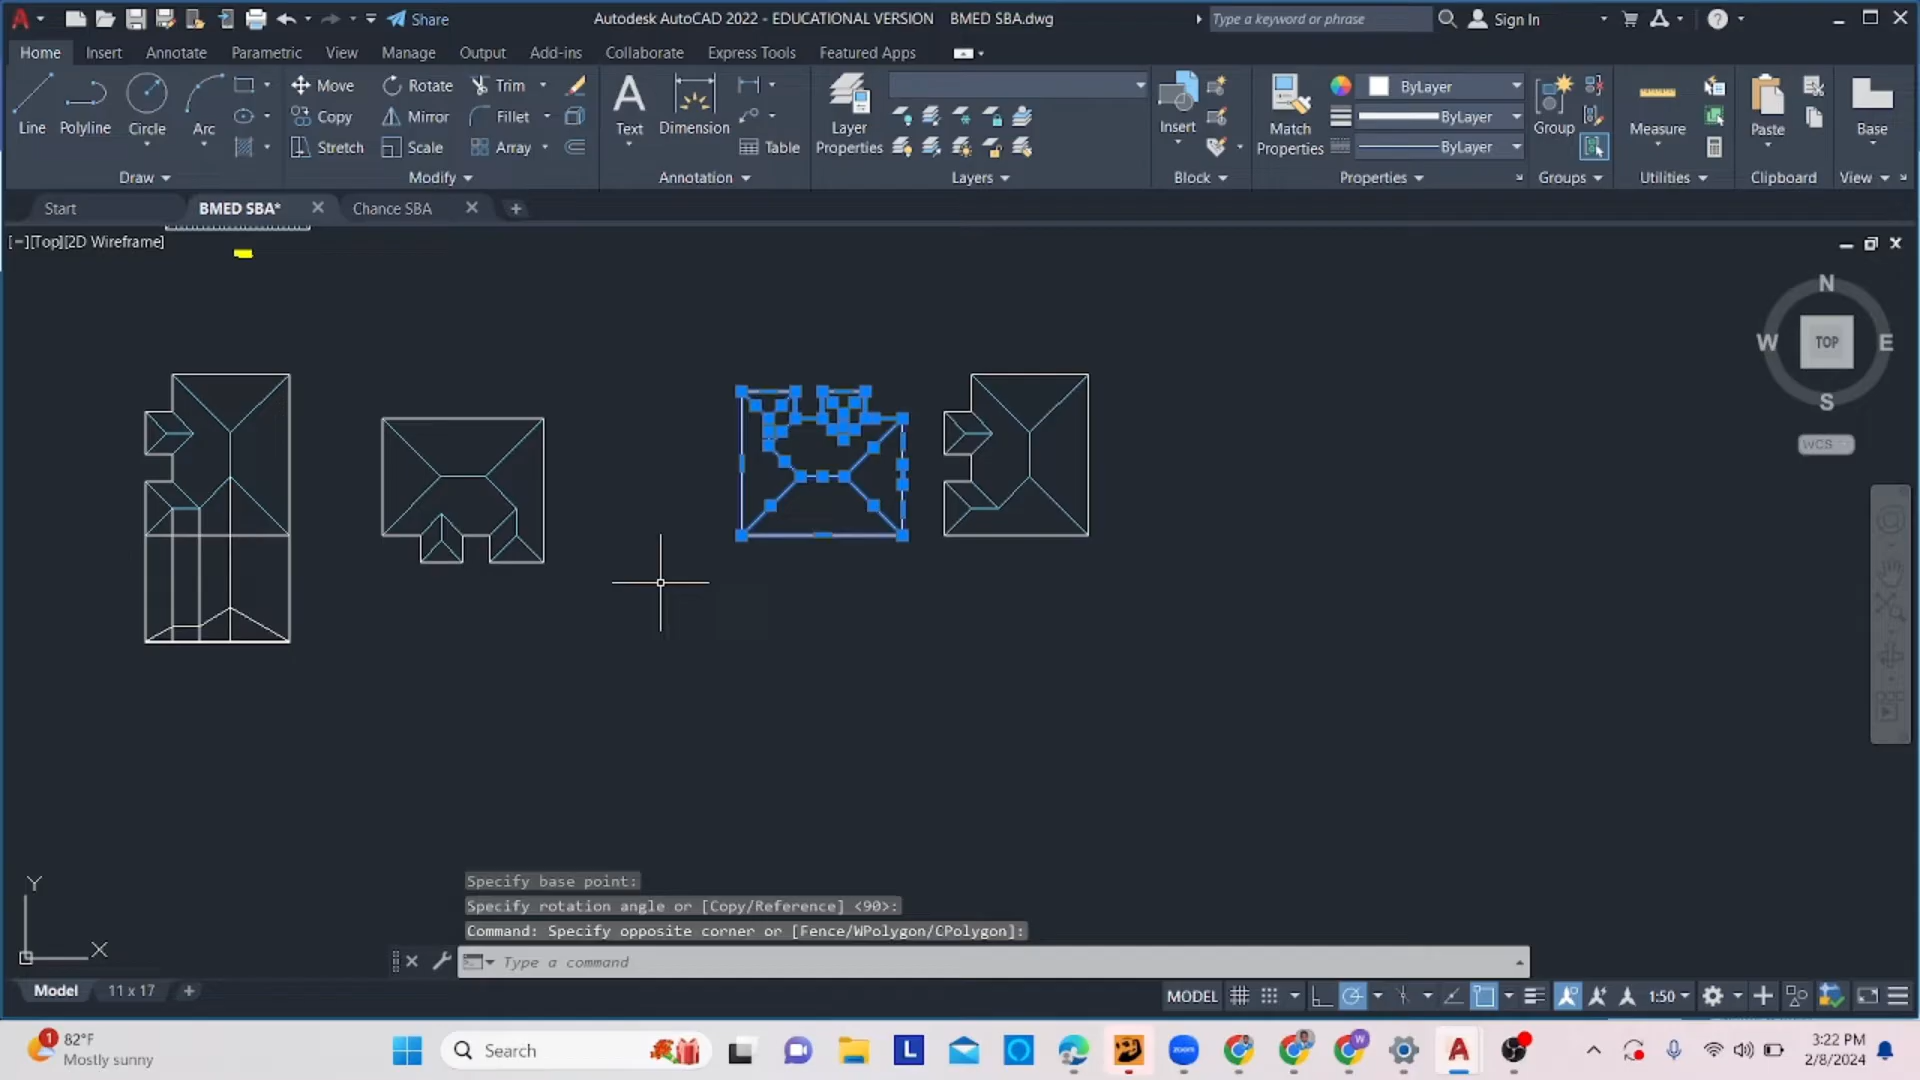 Share
Autodesk AutoCAD 2022 - EDUCATIONAL VERSION BMED SBA.dwg
Type a keyword or phrase
Sign In
Home Insert Annotate Parametric View Manage Output Add-ins Collaborate Express Tools Featured Apps
Line Polyline Circle Arc
Move Rotate Trim
Copy Mirror Fillet
Stretch Scale Array
Text Dimension Table
Layer Properties
Insert
Match Properties
ByLayer
ByLayer
ByLayer
Group
Measure
Paste
Base
Draw Modify Annotation Layers Block Properties Groups Utilities Clipboard View
Start BMED SBA* Chance SBA
[−][Top][2D Wireframe]
N
W TOP E
S
WCS
Y
X
Specify base point:
Specify rotation angle or [Copy/Reference] <90>:
Command: Specify opposite corner or [Fence/WPolygon/CPolygon]:
Type a command
Model 11 x 17
MODEL 1:50
1
82°F
Mostly sunny
Search
L
zoom
W
A
3:22 PM
2/8/2024